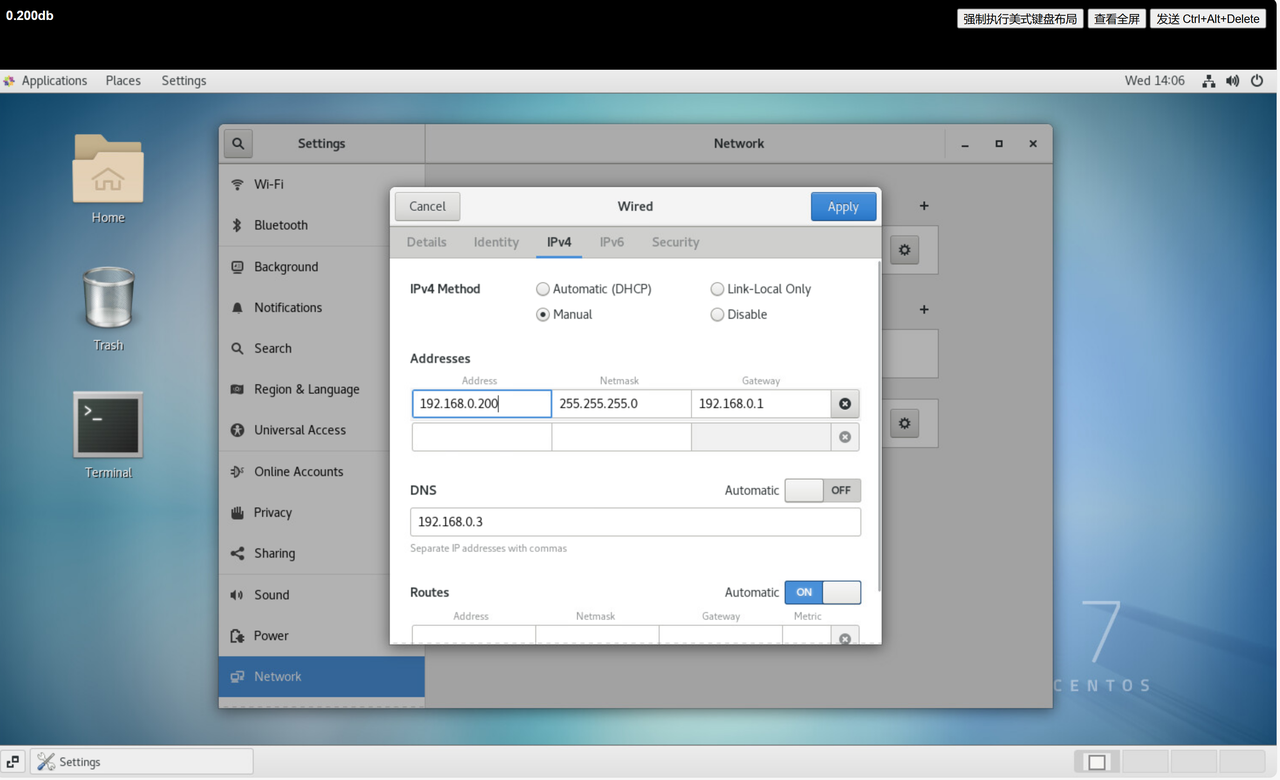 0.200db
强制执行美式键盘布局 查看全屏 发送 Ctrl+Alt+Delete
Applications Places Settings Wed 14:06
Settings Network
Home
Trash
Terminal
Wi-Fi
Bluetooth
Background
Notifications
Search
Region & Language
Universal Access
Online Accounts
Privacy
Sharing
Sound
Power
Network
Cancel Wired Apply
Details Identity IPv4 IPv6 Security
IPv4 Method Automatic (DHCP) Link-Local Only
Manual Disable
Addresses
Address Netmask Gateway
192.168.0.200 255.255.255.0 192.168.0.1
DNS Automatic OFF
192.168.0.3
Separate IP addresses with commas
Routes Automatic ON
Address Netmask Gateway Metric
7
CENTOS
Settings